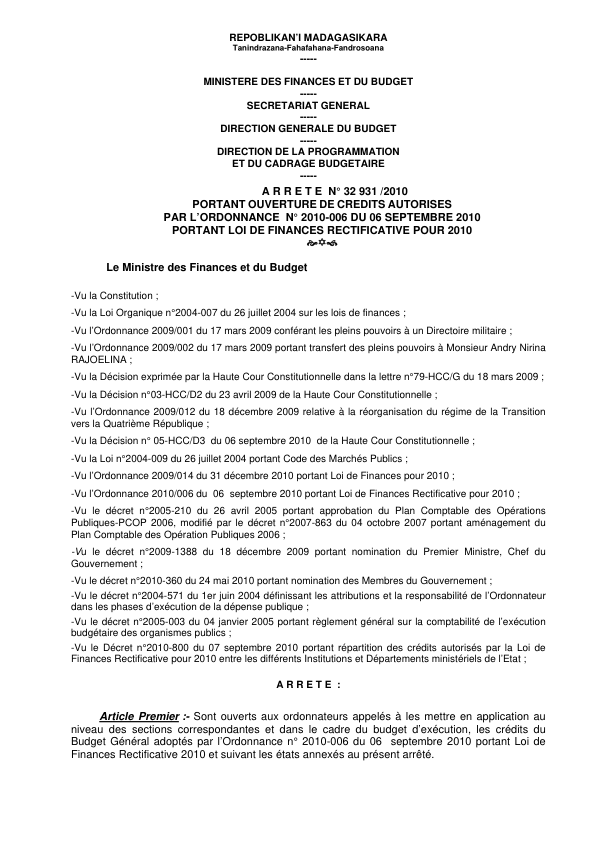 REPOBLIKAN'I MADAGASIKARA
Tanindrazana-Fahafahana-Fandrosoana
-----
MINISTERE DES FINANCES ET DU BUDGET
-----
SECRETARIAT GENERAL
-----
DIRECTION GENERALE DU BUDGET
-----
DIRECTION DE LA PROGRAMMATION
ET DU CADRAGE BUDGETAIRE
-----
A R R E T E N° 32 931 /2010
PORTANT OUVERTURE DE CREDITS AUTORISES
PAR L'ORDONNANCE N° 2010-006 DU 06 SEPTEMBRE 2010
PORTANT LOI DE FINANCES RECTIFICATIVE POUR 2010
Le Ministre des Finances et du Budget
-Vu la Constitution ;
-Vu la Loi Organique n°2004-007 du 26 juillet 2004 sur les lois de finances ;
-Vu l'Ordonnance 2009/001 du 17 mars 2009 conférant les pleins pouvoirs à un Directoire militaire ;
-Vu l'Ordonnance 2009/002 du 17 mars 2009 portant transfert des pleins pouvoirs à Monsieur Andry Nirina
RAJOELINA ;
-Vu la Décision exprimée par la Haute Cour Constitutionnelle dans la lettre n°79-HCC/G du 18 mars 2009 ;
-Vu la Décision n°03-HCC/D2 du 23 avril 2009 de la Haute Cour Constitutionnelle ;
-Vu l'Ordonnance 2009/012 du 18 décembre 2009 relative à la réorganisation du régime de la Transition
vers la Quatrième République ;
-Vu la Décision n° 05-HCC/D3 du 06 septembre 2010 de la Haute Cour Constitutionnelle ;
-Vu la Loi n°2004-009 du 26 juillet 2004 portant Code des Marchés Publics ;
-Vu l'Ordonnance 2009/014 du 31 décembre 2010 portant Loi de Finances pour 2010 ;
-Vu l'Ordonnance 2010/006 du 06 septembre 2010 portant Loi de Finances Rectificative pour 2010 ;
-Vu le décret n°2005-210 du 26 avril 2005 portant approbation du Plan Comptable des Opérations
Publiques-PCOP 2006, modifié par le décret n°2007-863 du 04 octobre 2007 portant aménagement du
Plan Comptable des Opération Publiques 2006 ;
-Vu le décret n°2009-1388 du 18 décembre 2009 portant nomination du Premier Ministre, Chef du
Gouvernement ;
-Vu le décret n°2010-360 du 24 mai 2010 portant nomination des Membres du Gouvernement ;
-Vu le décret n°2004-571 du 1er juin 2004 définissant les attributions et la responsabilité de l'Ordonnateur
dans les phases d'exécution de la dépense publique ;
-Vu le décret n°2005-003 du 04 janvier 2005 portant règlement général sur la comptabilité de l'exécution
budgétaire des organismes publics ;
-Vu le Décret n°2010-800 du 07 septembre 2010 portant répartition des crédits autorisés par la Loi de
Finances Rectificative pour 2010 entre les différents Institutions et Départements ministériels de l'Etat ;
A R R E T E :
Article Premier :- Sont ouverts aux ordonnateurs appelés à les mettre en application au
niveau des sections correspondantes et dans le cadre du budget d'exécution, les crédits du
Budget Général adoptés par l'Ordonnance n° 2010-006 du 06 septembre 2010 portant Loi de
Finances Rectificative 2010 et suivant les états annexés au présent arrêté.